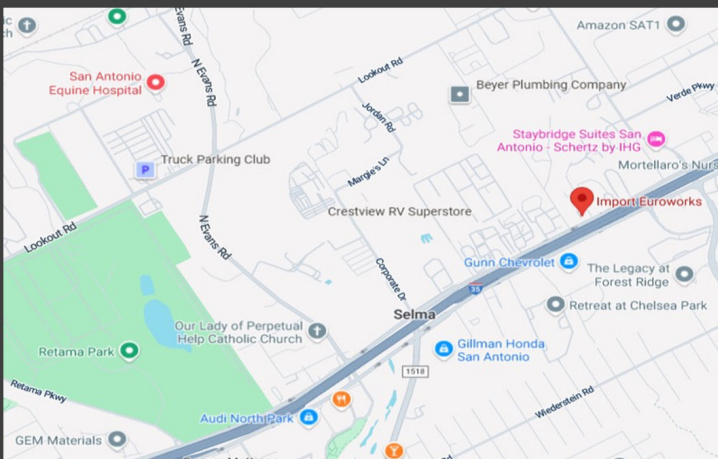 ic
ch
Evans Rd
N Evans Rd
Amazon SAT1
San Antonio
Equine Hospital
Lookout Rd
Beyer Plumbing Company
Verde Pkwy
Jordan Rd
Staybridge Suites San
Antonio - Schertz by IHG
P
Truck Parking Club
Mortellaro's Nurs
Margie's Ln
Import Euroworks
Crestview RV Superstore
N Evans Rd
Lookout Rd
Gunn Chevrolet
The Legacy at
Forest Ridge
Corporate Dr
35
Retreat at Chelsea Park
Selma
Our Lady of Perpetual
Help Catholic Church
Gillman Honda
San Antonio
Retama Park
1518
Retama Pkwy
Wiederstein Rd
Audi North Park
GEM Materials